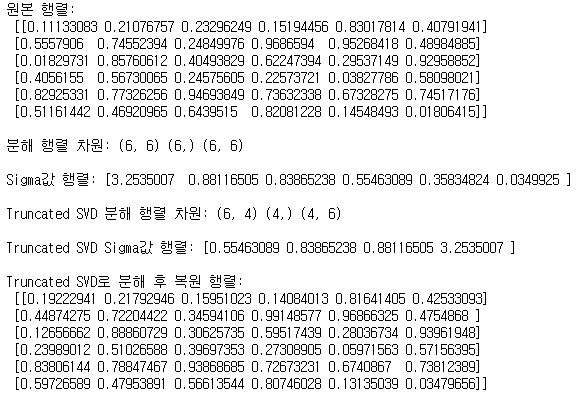 원본 행렬:
[[0.11133083 0.21076757 0.23296249 0.15194456 0.83017814 0.40791941]
[0.5557906 0.74552394 0.24849976 0.9686594 0.95268418 0.48984885]
[0.01829731 0.85760612 0.40493829 0.62247394 0.29537149 0.92958852]
[0.4056155 0.56730065 0.24575605 0.22573721 0.03827786 0.58098021]
[0.82925331 0.77326256 0.94693849 0.73632338 0.67328275 0.74517176]
[0.51161442 0.46920965 0.6439515 0.82081228 0.14548493 0.01806415]]
분해 행렬 차원: (6, 6) (6,) (6, 6)
Sigma값 행렬: [3.2535007 0.88116505 0.83865238 0.55463089 0.35834824 0.0349925 ]
Truncated SVD 분해 행렬 차원: (6, 4) (4,) (4, 6)
Truncated SVD Sigma값 행렬: [0.55463089 0.83865238 0.88116505 3.2535007 ]
Truncated SVD로 분해 후 복원 행렬:
[[0.19222941 0.21792946 0.15951023 0.14084013 0.81641405 0.42533093]
[0.44874275 0.72204422 0.34594106 0.99148577 0.96866325 0.4754868 ]
[0.12656662 0.88860729 0.30625735 0.59517439 0.28036734 0.93961948]
[0.23989012 0.51026588 0.39697353 0.27308905 0.05971563 0.57156395]
[0.83806144 0.78847467 0.93868685 0.72673231 0.6740867 0.73812389]
[0.59726589 0.47953891 0.56613544 0.80746028 0.13135039 0.03479656]]